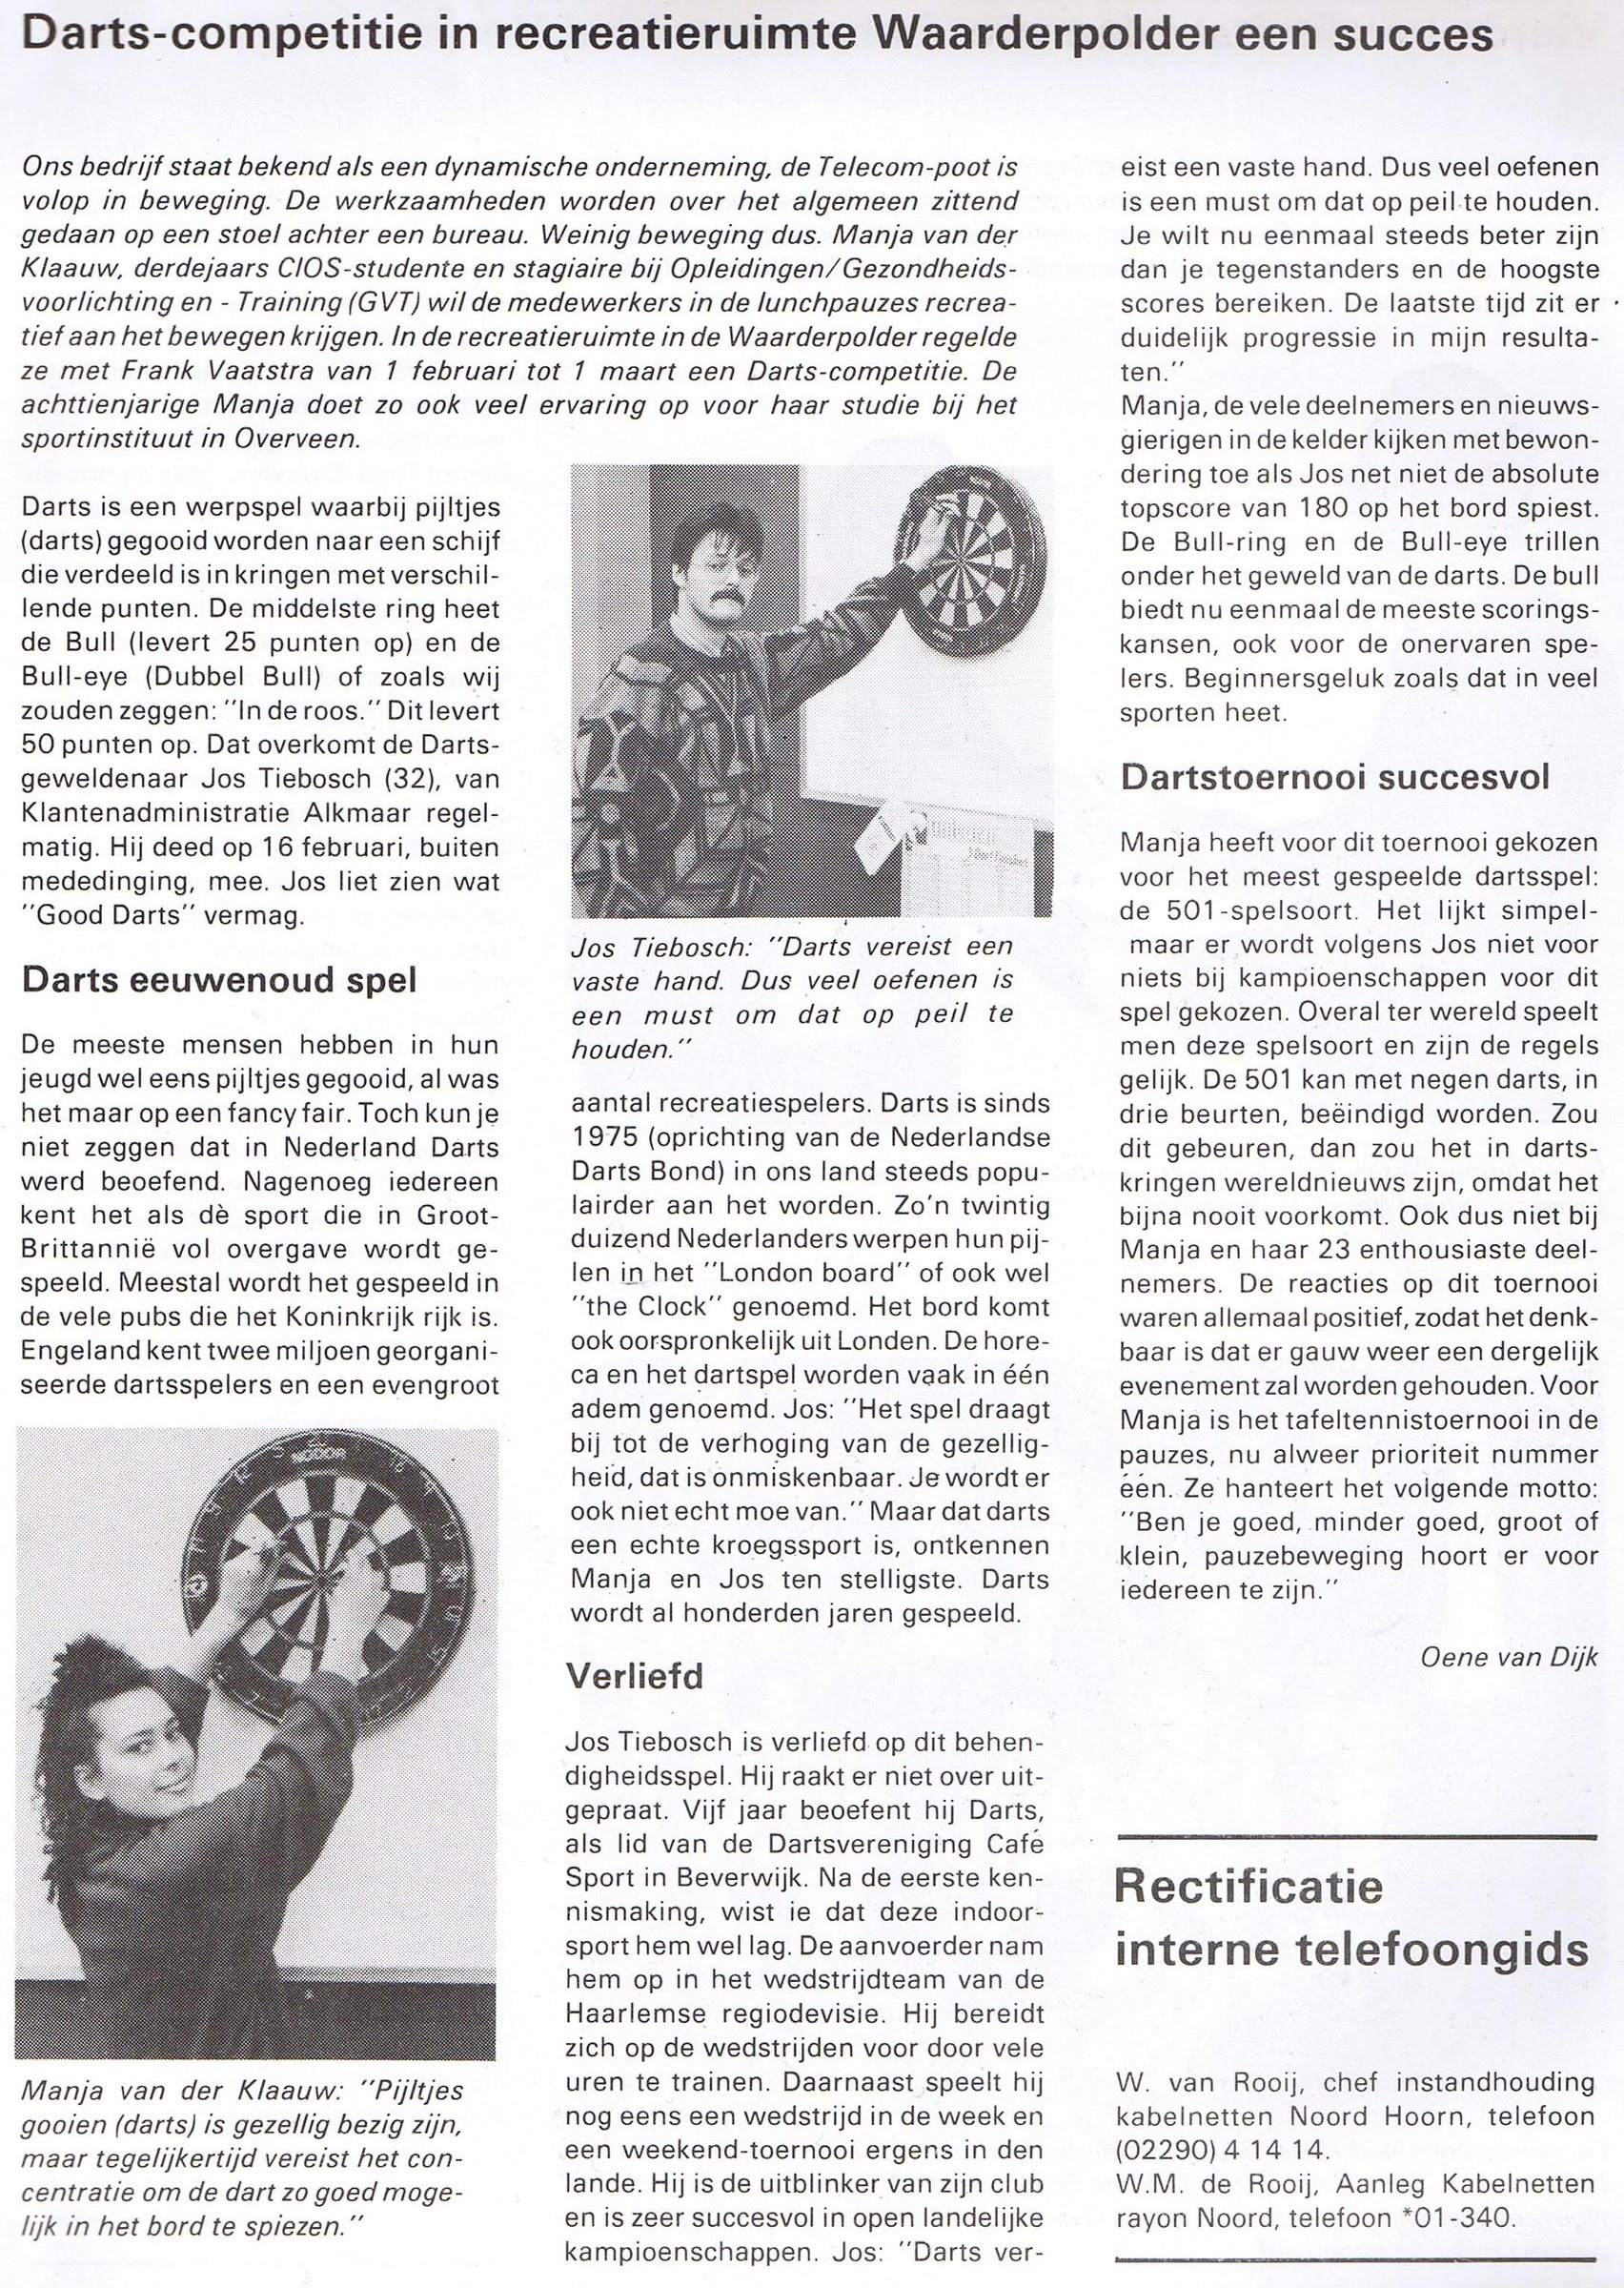 Darts-competitie in recreatieruimte Waarderpolder een succes
Ons bedrijf staat bekend als een dynamische onderneming, de Telecom-poot is
volop in beweging. De werkzaamheden worden over het algemeen zittend
gedaan op een stoel achter een bureau. Weinig beweging dus. Manja van der
Klaauw, derdejaars CIOS-studente en stagiaire bij Opleidingen/Gezondheids-
voorlichting en - Training (GVT) wil de medewerkers in de lunchpauzes recrea-
tief aan het bewegen krijgen. In de recreatieruimte in de Waarderpolder regelde
ze met Frank Vaatstra van 1 februari tot 1 maart een Darts-competitie. De
achttienjarige Manja doet zo ook veel ervaring op voor haar studie bij het
sportinstituut in Overveen.
Darts is een werpspel waarbij pijltjes
(darts) gegooid worden naar een schijf
die verdeeld is in kringen met verschil-
lende punten. De middelste ring heet
de Bull (levert 25 punten op) en de
Bull-eye (Dubbel Bull) of zoals wij
zouden zeggen: "In de roos." Dit levert
50 punten op. Dat overkomt de Darts-
geweldenaar Jos Tiebosch (32), van
Klantenadministratie Alkmaar regel-
matig. Hij deed op 16 februari, buiten
mededinging, mee. Jos liet zien wat
"Good Darts" vermag.
Darts eeuwenoud spel
De meeste mensen hebben in hun
jeugd wel eens pijltjes gegooid, al was
het maar op een fancy fair. Toch kun je
niet zeggen dat in Nederland Darts
werd beoefend. Nagenoeg iedereen
kent het als dè sport die in Groot-
Brittannië vol overgave wordt ge-
speeld. Meestal wordt het gespeeld in
de vele pubs die het Koninkrijk rijk is.
Engeland kent twee miljoen georgani-
seerde dartsspelers en een evengroot
Manja van der Klaauw: "Pijltjes
gooien (darts) is gezellig bezig zijn,
maar tegelijkertijd vereist het con-
centratie om de dart zo goed moge-
lijk in het bord te spiezen."
Jos Tiebosch: "Darts vereist een
vaste hand. Dus veel oefenen is
een must om dat op peil te
houden."
aantal recreatiespelers. Darts is sinds
1975 (oprichting van de Nederlandse
Darts Bond) in ons land steeds popu-
lairder aan het worden. Zo'n twintig
duizend Nederlanders werpen hun pij-
len in het "London board" of ook wel
"the Clock" genoemd. Het bord komt
ook oorspronkelijk uit Londen. De hore-
ca en het dartspel worden vaak in één
adem genoemd. Jos: "Het spel draagt
bij tot de verhoging van de gezellig-
heid, dat is onmiskenbaar. Je wordt er
ook niet echt moe van." Maar dat darts
een echte kroegssport is, ontkennen
Manja en Jos ten stelligste. Darts
wordt al honderden jaren gespeeld.
Verliefd
Jos Tiebosch is verliefd op dit behen-
digheidsspel. Hij raakt er niet over uit-
gepraat. Vijf jaar beoefent hij Darts,
als lid van de Dartsvereniging Café
Sport in Beverwijk. Na de eerste ken-
nismaking, wist ie dat deze indoor-
sport hem wel lag. De aanvoerder nam
hem op in het wedstrijdteam van de
Haarlemse regiodevisie. Hij bereidt
zich op de wedstrijden voor door vele
uren te trainen. Daarnaast speelt hij
nog eens een wedstrijd in de week en
een weekend-toernooi ergens in den
lande. Hij is de uitblinker van zijn club
en is zeer succesvol in open landelijke
kampioenschappen. Jos: "Darts ver-
eist een vaste hand. Dus veel oefenen
is een must om dat op peil te houden.
Je wilt nu eenmaal steeds beter zijn
dan je tegenstanders en de hoogste
scores bereiken. De laatste tijd zit er
duidelijk progressie in mijn resulta-
ten."
Manja, de vele deelnemers en nieuws-
gierigen in de kelder kijken met bewon-
dering toe als Jos net niet de absolute
topscore van 180 op het bord spiest.
De Bull-ring en de Bull-eye trillen
onder het geweld van de darts. De bull
biedt nu eenmaal de meeste scorings-
kansen, ook voor de onervaren spe-
lers. Beginnersgeluk zoals dat in veel
sporten heet.
Dartstoernooi succesvol
Manja heeft voor dit toernooi gekozen
voor het meest gespeelde dartsspel:
de 501-spelsoort. Het lijkt simpel-
maar er wordt volgens Jos niet voor
niets bij kampioenschappen voor dit
spel gekozen. Overal ter wereld speelt
men deze spelsoort en zijn de regels
gelijk. De 501 kan met negen darts, in
drie beurten, beëindigd worden. Zou
dit gebeuren, dan zou het in darts-
kringen wereldnieuws zijn, omdat het
bijna nooit voorkomt. Ook dus niet bij
Manja en haar 23 enthousiaste deel-
nemers. De reacties op dit toernooi
waren allemaal positief, zodat het denk-
baar is dat er gauw weer een dergelijk
evenement zal worden gehouden. Voor
Manja is het tafeltennistoernooi in de
pauzes, nu alweer prioriteit nummer
één. Ze hanteert het volgende motto:
"Ben je goed, minder goed, groot of
klein, pauzebeweging hoort er voor
iedereen te zijn."
Oene van Dijk
Rectificatie
interne telefoongids
W. van Rooij, chef instandhouding
kabelnetten Noord Hoorn, telefoon
(02290) 4 14 14.
W.M. de Rooij, Aanleg Kabelnetten
rayon Noord, telefoon *01-340.